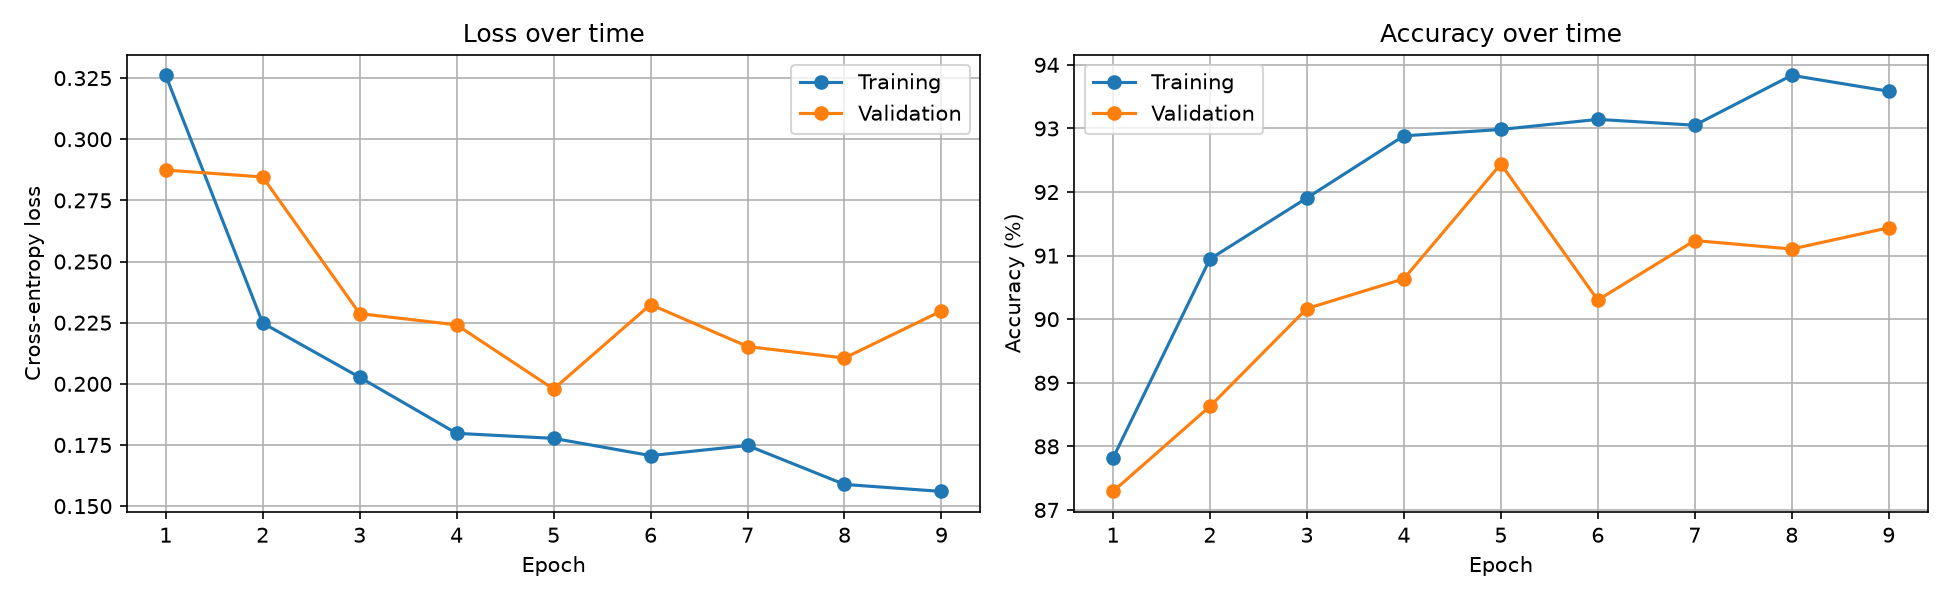 Loss over time
Cross-entropy loss
0.325
0.300
0.275
0.250
0.225
0.200
0.175
0.150
Training
Validation
1 2 3 4 5 6 7 8 9
Epoch
Accuracy over time
Accuracy (%)
94
93
92
91
90
89
88
87
Training
Validation
1 2 3 4 5 6 7 8 9
Epoch